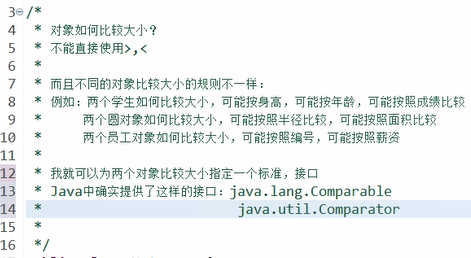 3 /*
4 * 对象如何比较大小？
5 * 不能直接使用>,<
6 *
7 * 而且不同的对象比较大小的规则不一样：
8 * 例如：两个学生如何比较大小，可能按身高，可能按年龄，可能按照成绩比较
9 * 两个圆对象如何比较大小，可能按照半径比较，可能按照面积比较
10 * 两个员工对象如何比较大小，可能按照编号，可能按照薪资
11 *
12 * 我就可以为两个对象比较大小指定一个标准，接口
13 * Java中确实提供了这样的接口：java.lang.Comparable
14 * java.util.Comparator
15 *
16 */